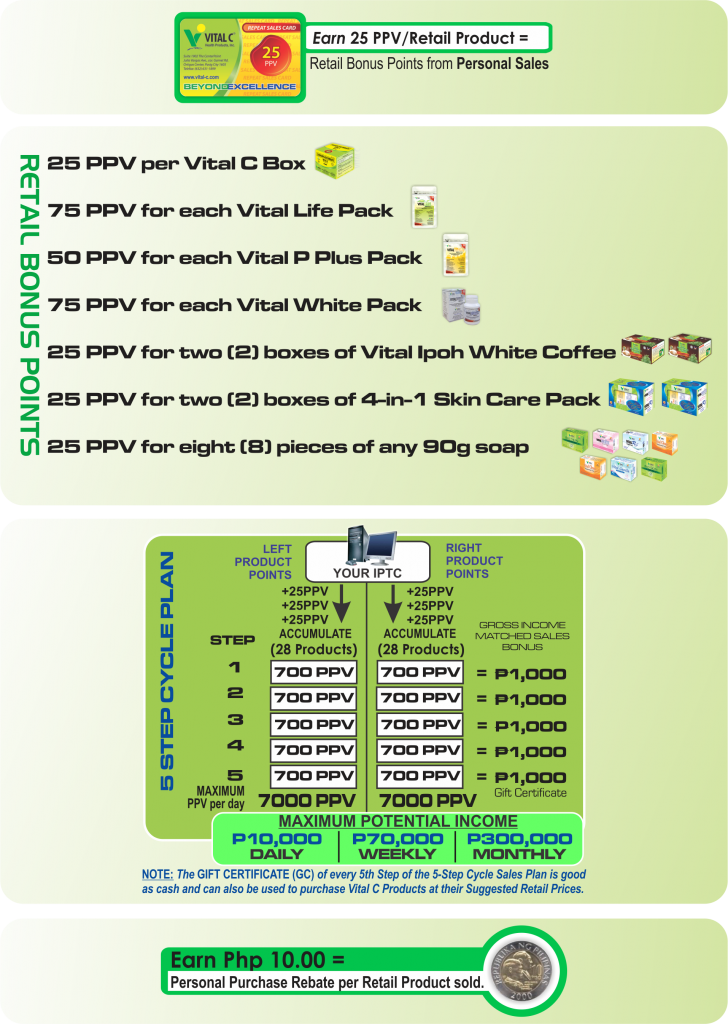 REPEAT SALES CARD
VITAL C
Health Products, Inc.
25
PPV
www.vital-c.com
BEYOND EXCELLENCE
Earn 25 PPV/Retail Product =
Retail Bonus Points from Personal Sales
RETAIL BONUS POINTS
25 PPV per Vital C Box
75 PPV for each Vital Life Pack
50 PPV for each Vital P Plus Pack
75 PPV for each Vital White Pack
25 PPV for two (2) boxes of Vital Ipoh White Coffee
25 PPV for two (2) boxes of 4-in-1 Skin Care Pack
25 PPV for eight (8) pieces of any 90g soap
5 STEP CYCLE PLAN
LEFT
PRODUCT
POINTS
YOUR IPTC
RIGHT
PRODUCT
POINTS
+25PPV +25PPV
+25PPV +25PPV
+25PPV +25PPV
STEP
ACCUMULATE ACCUMULATE
(28 Products) (28 Products)
GROSS INCOME
MATCHED SALES
BONUS
1 700 PPV 700 PPV = ₱1,000
2 700 PPV 700 PPV = ₱1,000
3 700 PPV 700 PPV = ₱1,000
4 700 PPV 700 PPV = ₱1,000
5 700 PPV 700 PPV = ₱1,000
Gift Certificate
MAXIMUM
PPV per day 7000 PPV 7000 PPV
MAXIMUM POTENTIAL INCOME
P10,000 P70,000 P300,000
DAILY WEEKLY MONTHLY
NOTE: The GIFT CERTIFICATE (GC) of every 5th Step of the 5-Step Cycle Sales Plan is good
as cash and can also be used to purchase Vital C Products at their Suggested Retail Prices.
Earn Php 10.00 =
Personal Purchase Rebate per Retail Product sold.
REPUBLIKA NG PILIPINAS
2000